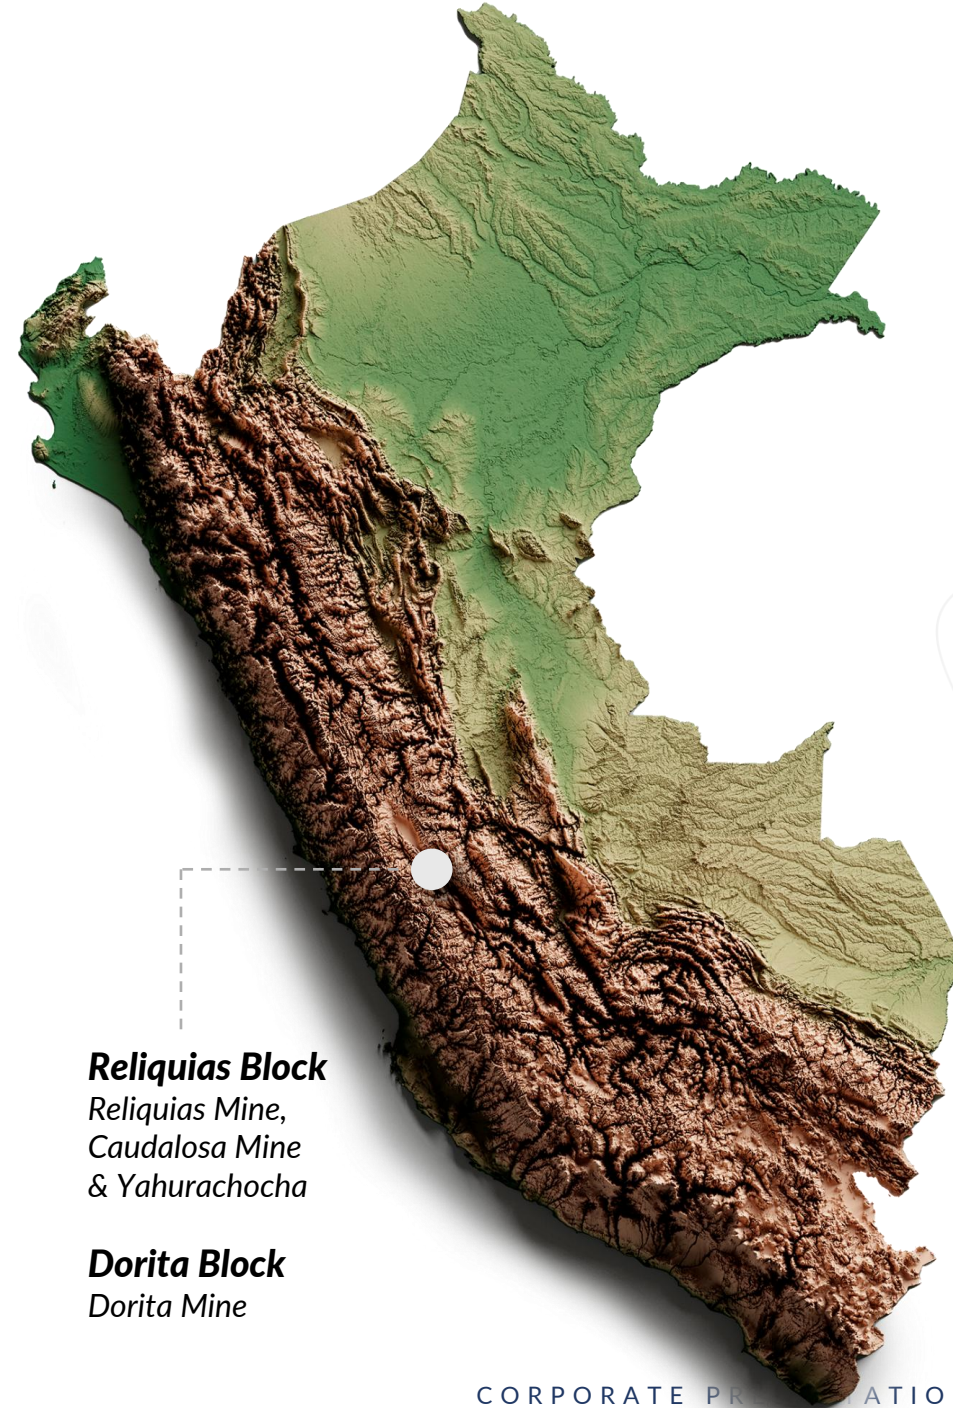 Reliquias Block
Reliquias Mine,
Caudalosa Mine
& Yahurachocha
Dorita Block
Dorita Mine
CORPORATE